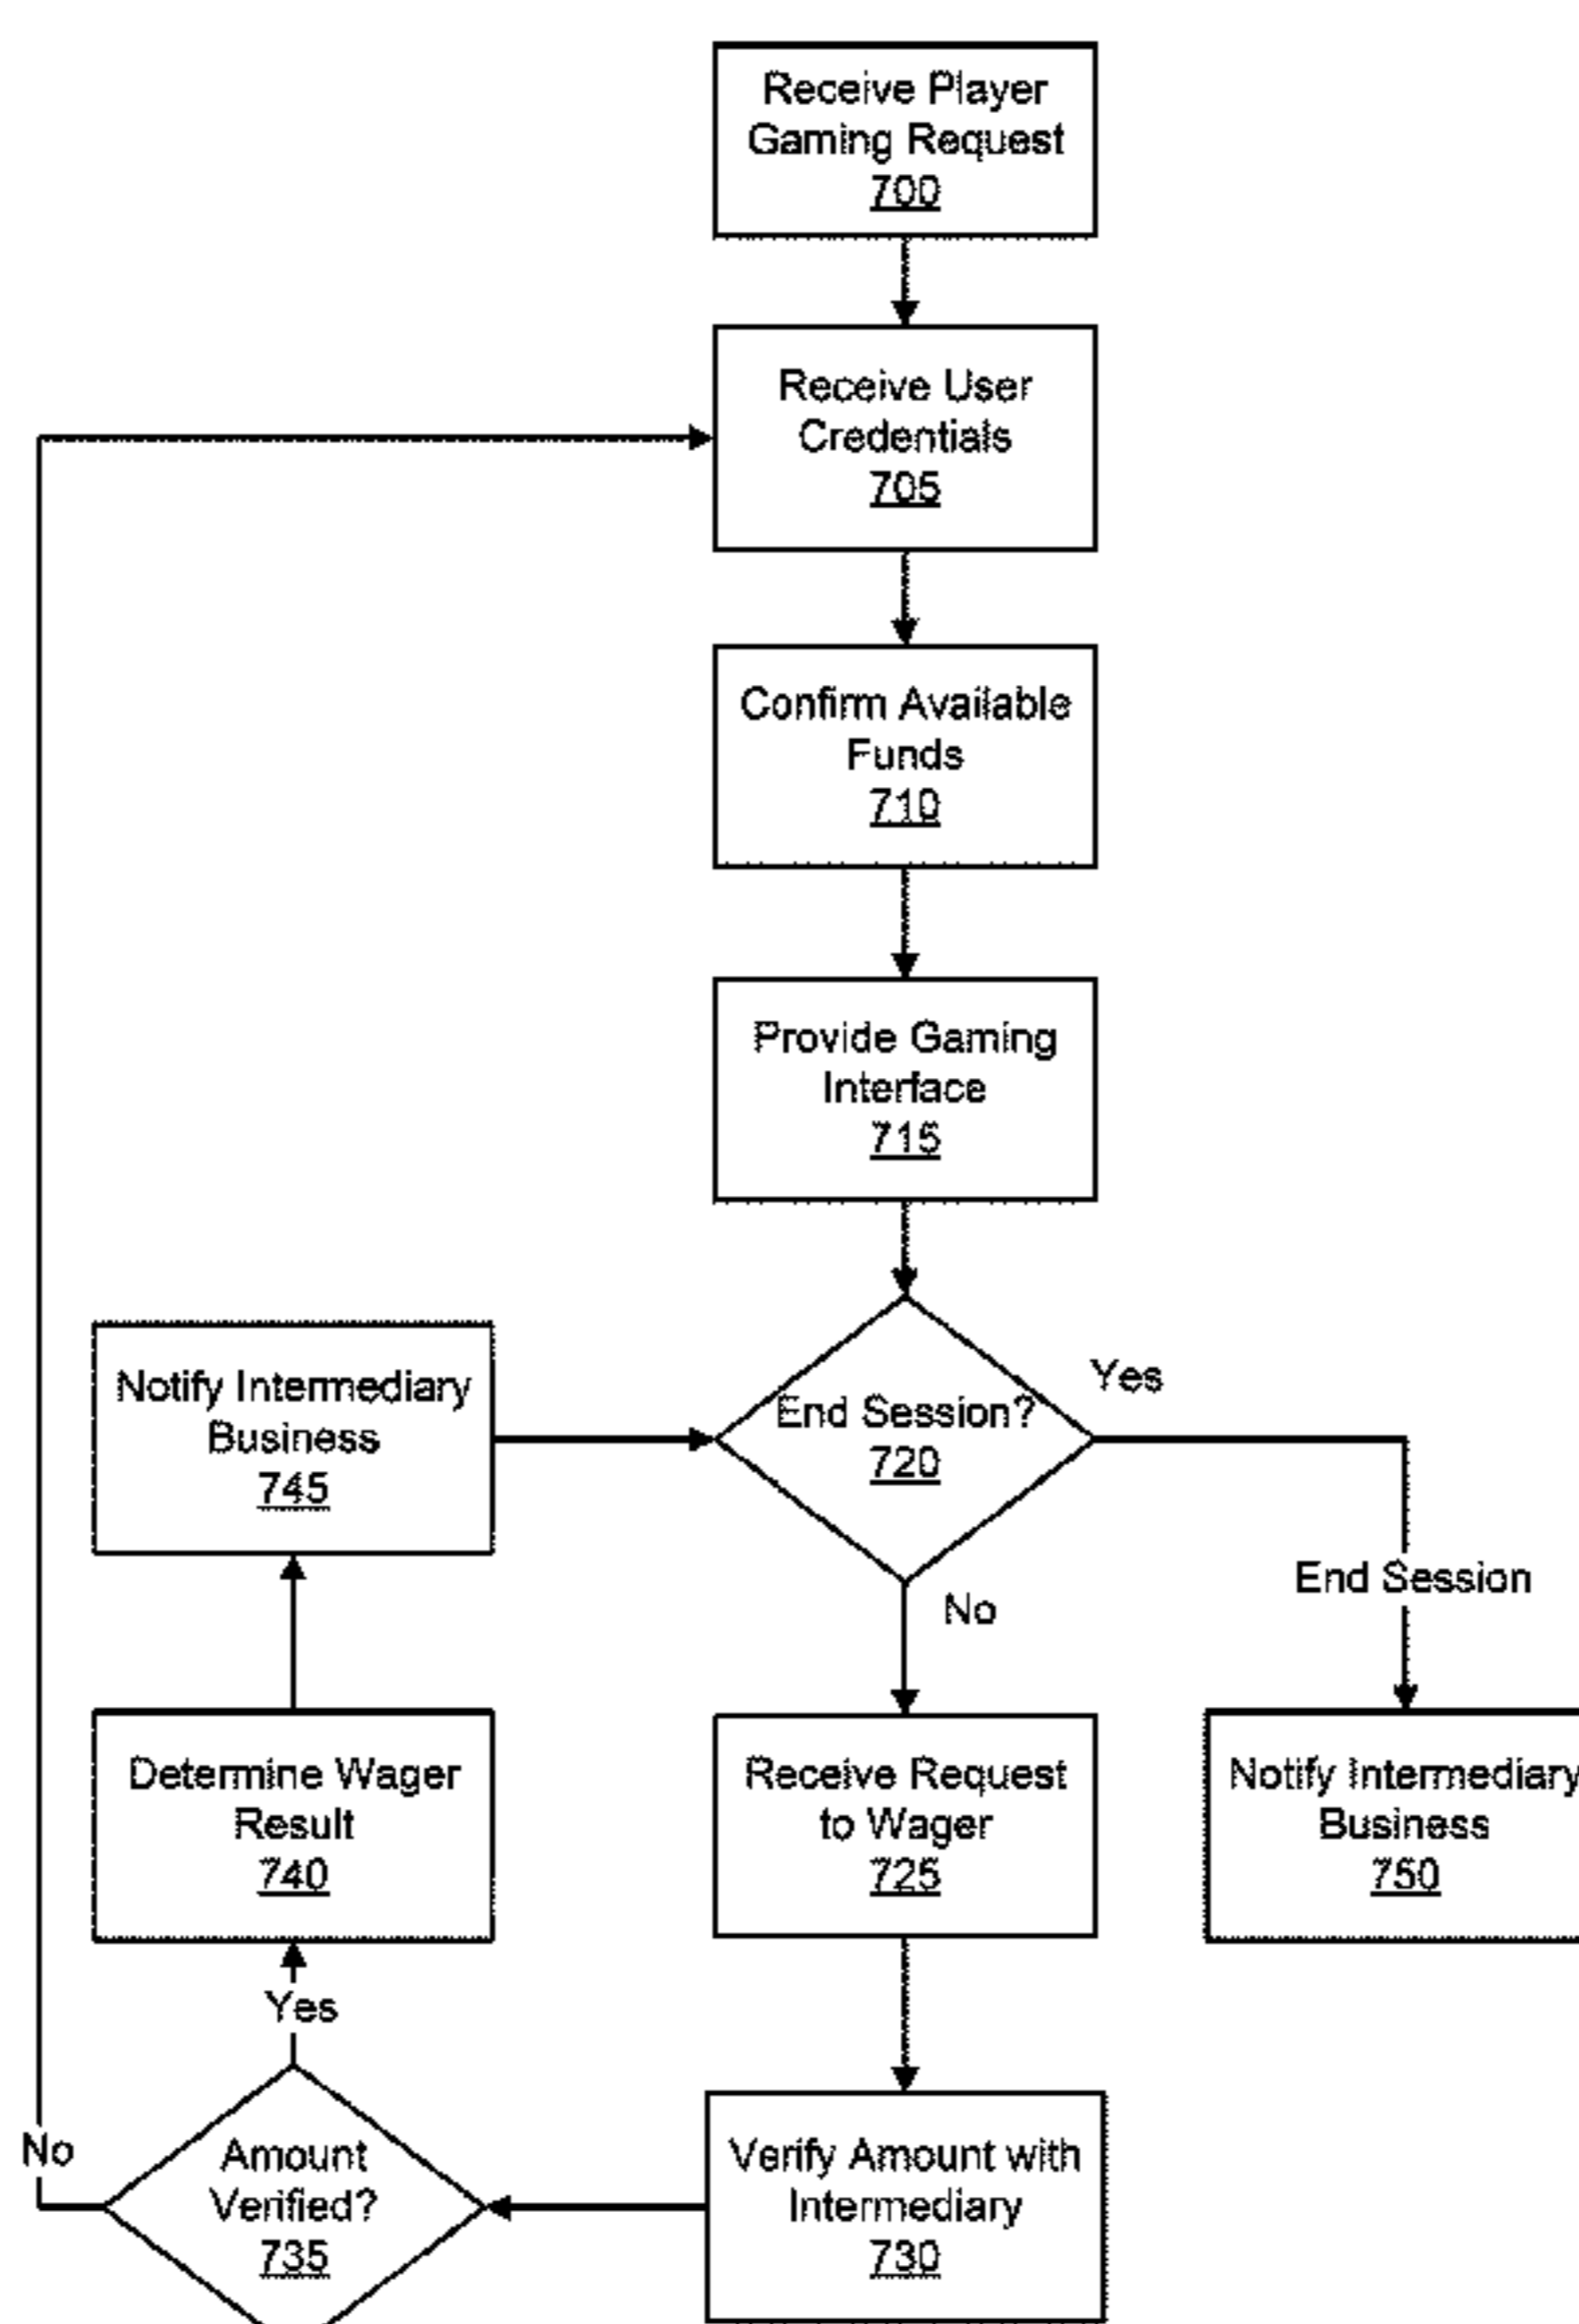 Receive Player
Gaming Request
700
Receive User
Credentials
705
Confirm Available
Funds
710
Provide Gaming
Interface
715
Notify Intermediary
Business
745
End Session?
720
Yes
End Session
No
Determine Wager
Result
740
Receive Request
to Wager
725
Notify Intermediary
Business
750
Yes
No
Amount
Verified?
735
Verify Amount with
Intermediary
730